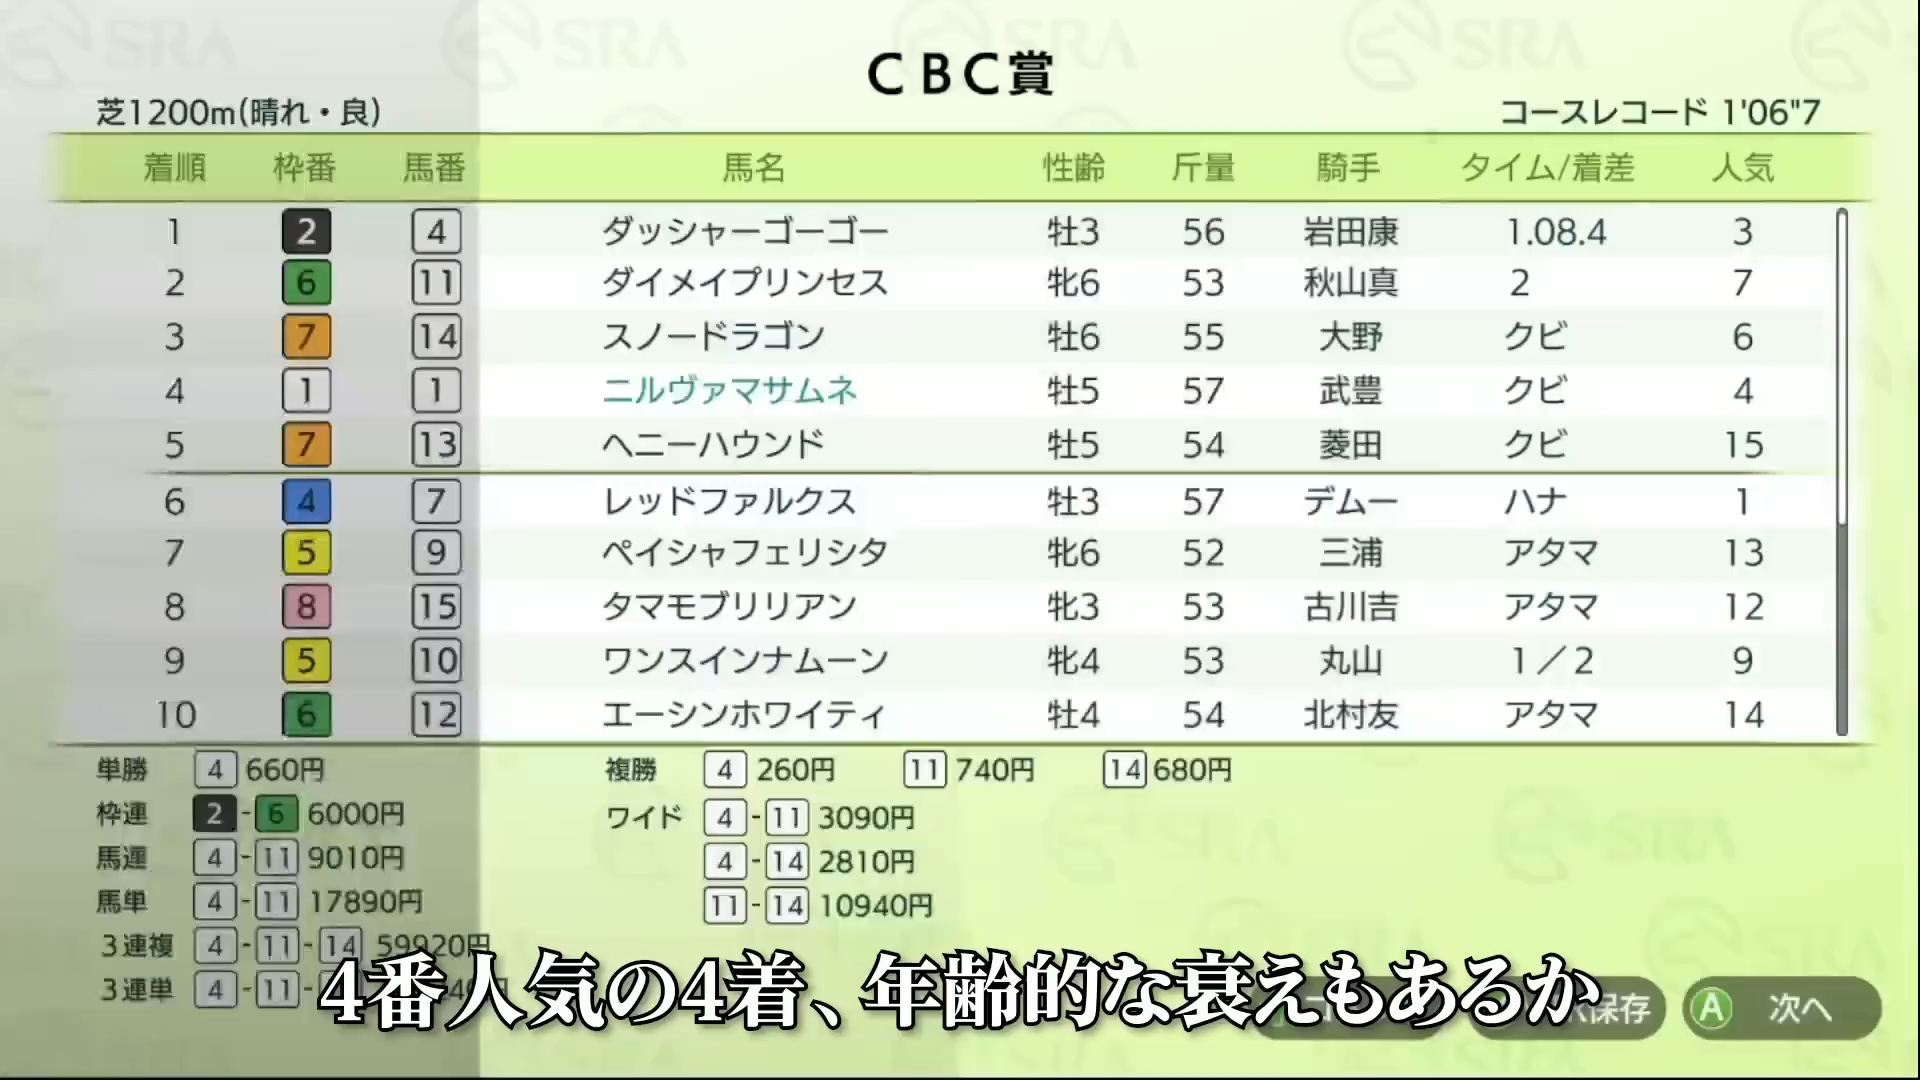 CBC賞
芝1200m(晴れ・良)
コースレコード 1'06"7
着順 枠番 馬番 馬名 性齢 斤量 騎手 タイム/着差 人気
1 2 4 ダッシャーゴーゴー 牡3 56 岩田康 1.08.4 3
2 6 11 ダイメイプリンセス 牝6 53 秋山真 2 7
3 7 14 スノードラゴン 牡6 55 大野 クビ 6
4 1 1 ニルヴァマサムネ 牡5 57 武豊 クビ 4
5 7 13 ヘニーハウンド 牡5 54 菱田 クビ 15
6 4 7 レッドファルクス 牡3 57 デムー ハナ 1
7 5 9 ペイシャフェリシタ 牝6 52 三浦 アタマ 13
8 8 15 タマモブリリアン 牝3 53 古川吉 アタマ 12
9 5 10 ワンスインナムーン 牝4 53 丸山 1/2 9
10 6 12 エーシンホワイティ 牡4 54 北村友 アタマ 14
単勝 4 660円 複勝 4 260円 11 740円 14 680円
枠連 2-6 6000円 ワイド 4-11 3090円
馬連 4-11 9010円 4-14 2810円
馬単 4-11 17890円 11-14 10940円
3連複 4-11-14 59920円
3連単 4-11-
4番人気の4着、年齢的な衰えもあるか
保存
A 次へ
SRA